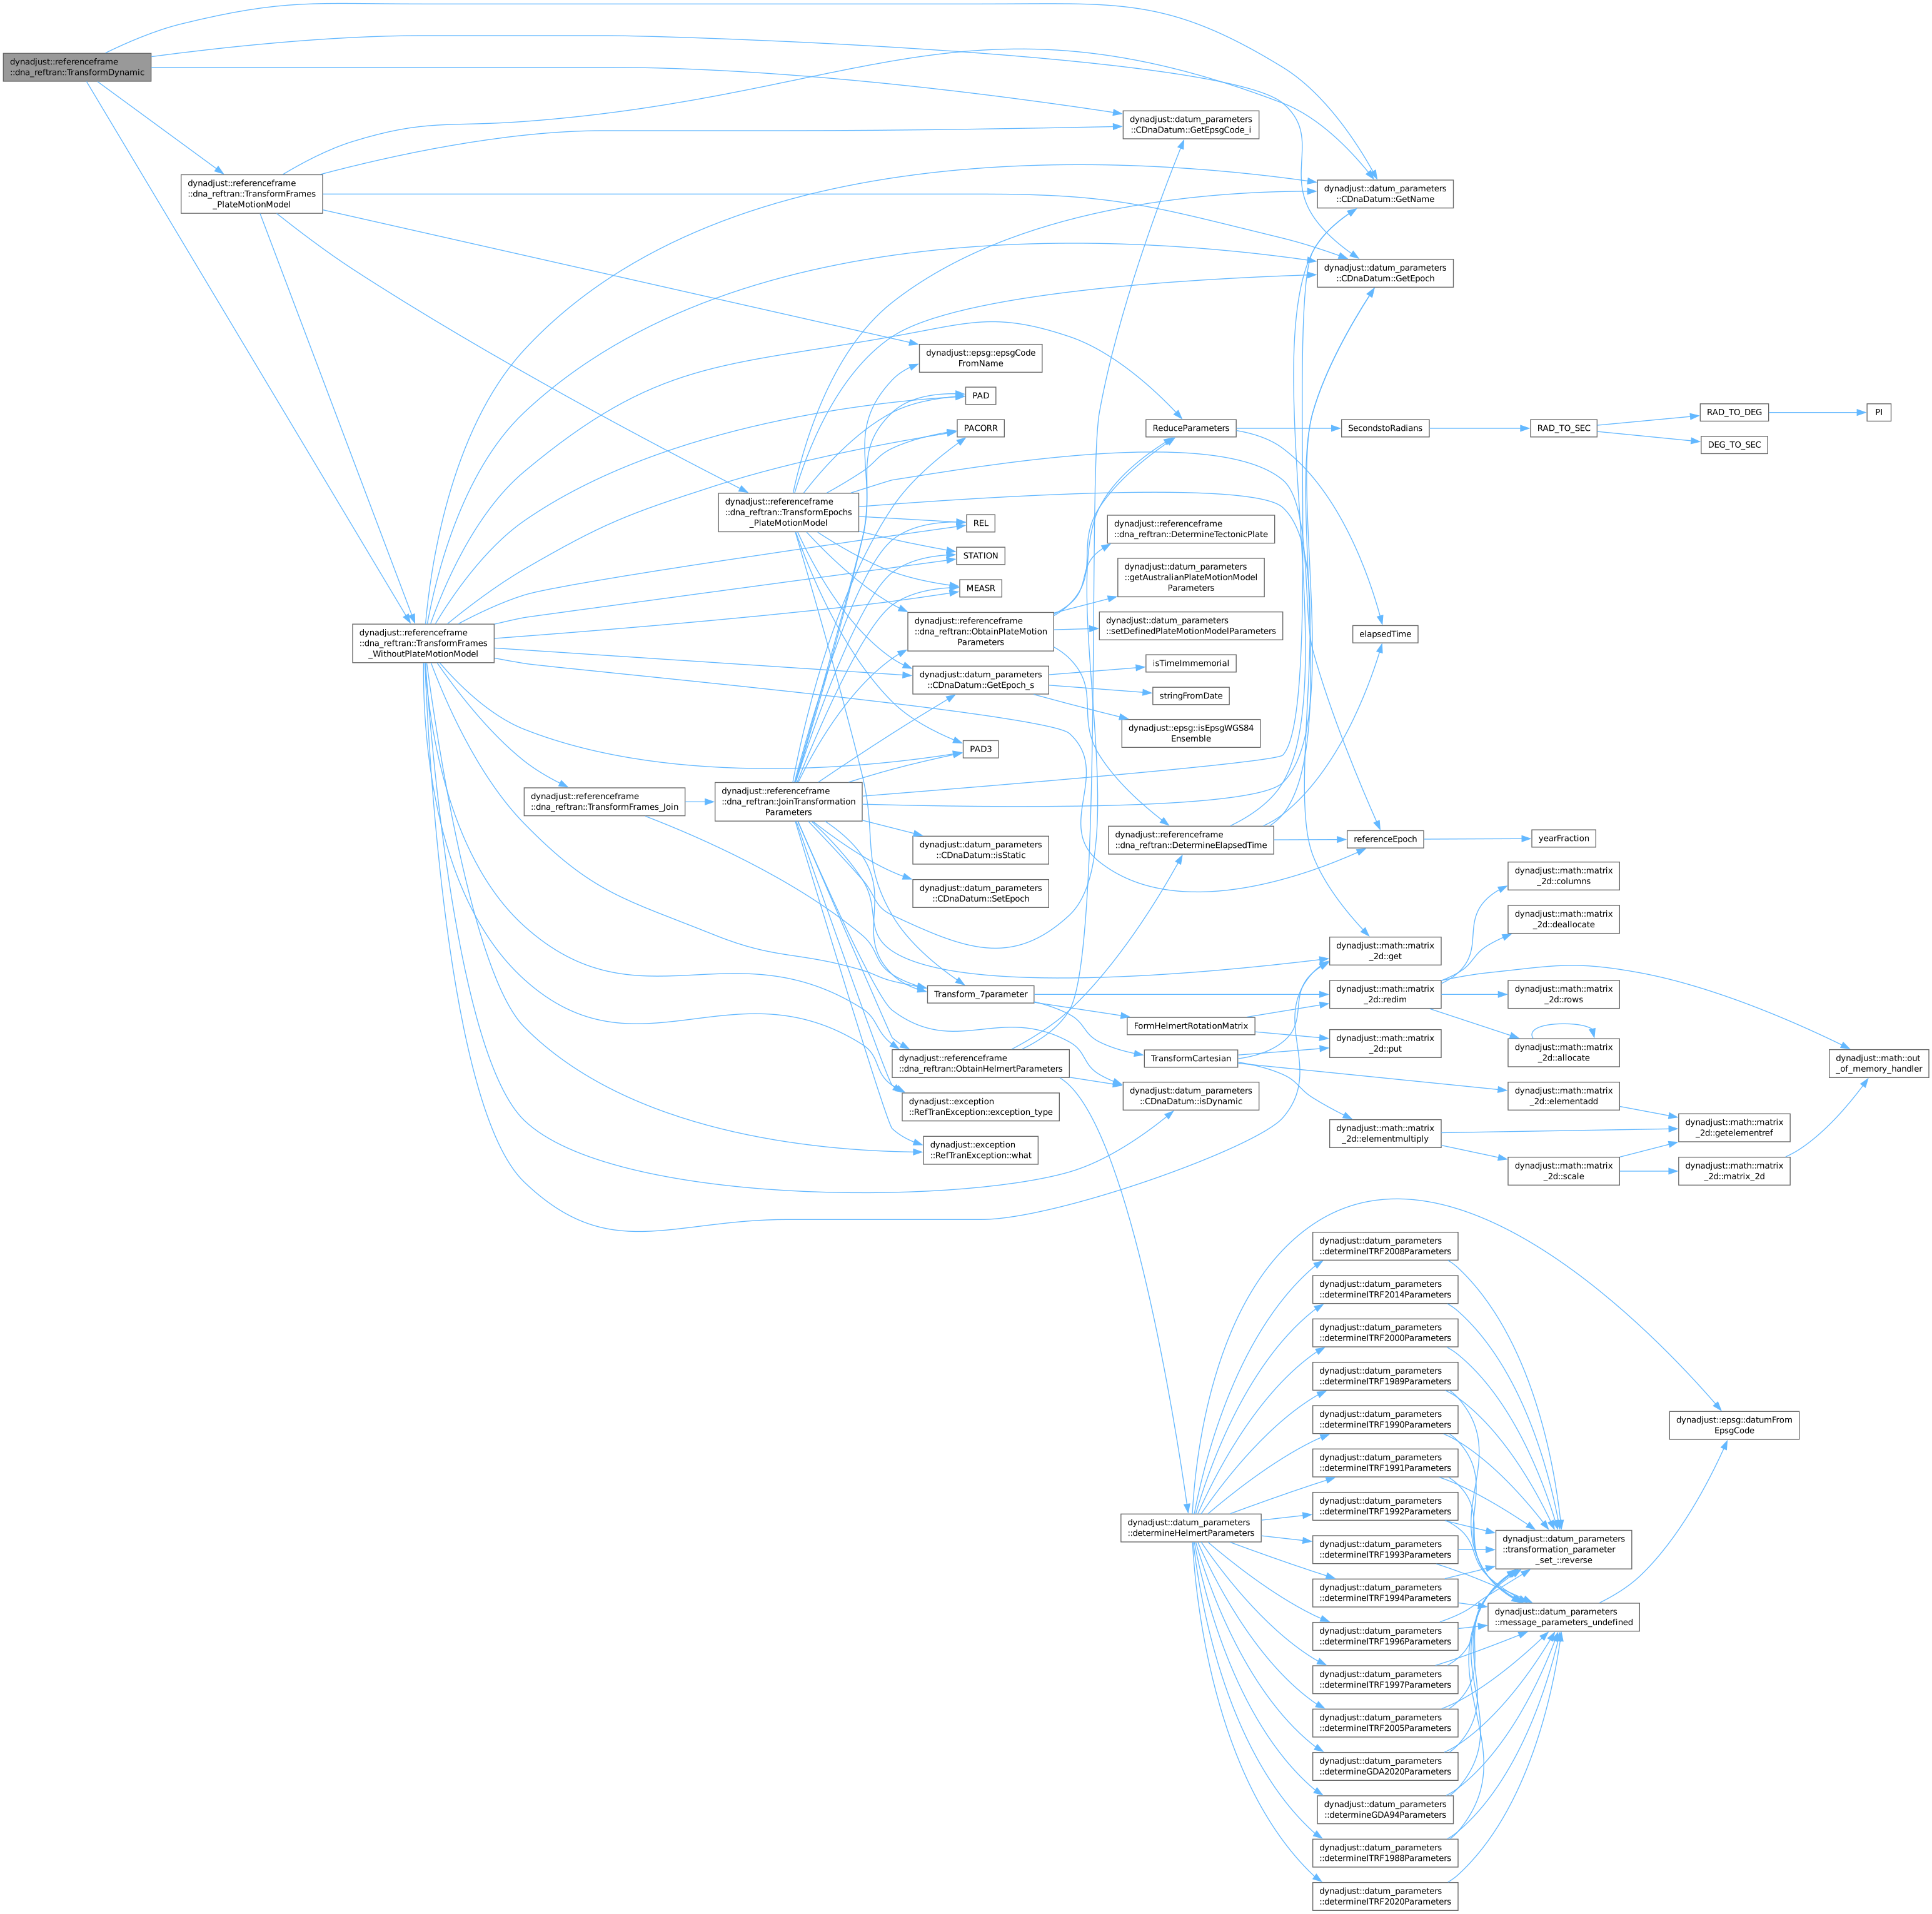 dynadjust::referenceframe
::dna_reftran::TransformDynamic
dynadjust::referenceframe
::dna_reftran::TransformFrames
_PlateMotionModel
dynadjust::referenceframe
::dna_reftran::TransformFrames
_WithoutPlateMotionModel
dynadjust::referenceframe
::dna_reftran::TransformFrames_Join
dynadjust::referenceframe
::dna_reftran::TransformEpochs
_PlateMotionModel
dynadjust::referenceframe
::dna_reftran::JoinTransformation
Parameters
dynadjust::epsg::epsgCode
FromName
PAD
PACORR
REL
STATION
MEASR
dynadjust::referenceframe
::dna_reftran::ObtainPlateMotion
Parameters
dynadjust::datum_parameters
::CDnaDatum::GetEpoch_s
PAD3
dynadjust::datum_parameters
::CDnaDatum::isStatic
dynadjust::datum_parameters
::CDnaDatum::SetEpoch
Transform_7parameter
dynadjust::referenceframe
::dna_reftran::ObtainHelmertParameters
dynadjust::exception
::RefTranException::exception_type
dynadjust::exception
::RefTranException::what
dynadjust::datum_parameters
::CDnaDatum::GetEpsgCode_i
ReduceParameters
dynadjust::referenceframe
::dna_reftran::DetermineTectonicPlate
dynadjust::datum_parameters
::getAustralianPlateMotionModel
Parameters
dynadjust::datum_parameters
::setDefinedPlateMotionModelParameters
isTimeImmemorial
stringFromDate
dynadjust::epsg::isEpsgWGS84
Ensemble
dynadjust::referenceframe
::dna_reftran::DetermineElapsedTime
FormHelmertRotationMatrix
TransformCartesian
dynadjust::datum_parameters
::CDnaDatum::isDynamic
dynadjust::datum_parameters
::determineHelmertParameters
dynadjust::datum_parameters
::CDnaDatum::GetName
dynadjust::datum_parameters
::CDnaDatum::GetEpoch
SecondstoRadians
elapsedTime
referenceEpoch
dynadjust::math::matrix
_2d::get
dynadjust::math::matrix
_2d::redim
dynadjust::math::matrix
_2d::put
dynadjust::math::matrix
_2d::elementmultiply
dynadjust::datum_parameters
::determineITRF2008Parameters
dynadjust::datum_parameters
::determineITRF2014Parameters
dynadjust::datum_parameters
::determineITRF2000Parameters
dynadjust::datum_parameters
::determineITRF1989Parameters
dynadjust::datum_parameters
::determineITRF1990Parameters
dynadjust::datum_parameters
::determineITRF1991Parameters
dynadjust::datum_parameters
::determineITRF1992Parameters
dynadjust::datum_parameters
::determineITRF1993Parameters
dynadjust::datum_parameters
::determineITRF1994Parameters
dynadjust::datum_parameters
::determineITRF1996Parameters
dynadjust::datum_parameters
::determineITRF1997Parameters
dynadjust::datum_parameters
::determineITRF2005Parameters
dynadjust::datum_parameters
::determineGDA2020Parameters
dynadjust::datum_parameters
::determineGDA94Parameters
dynadjust::datum_parameters
::determineITRF1988Parameters
dynadjust::datum_parameters
::determineITRF2020Parameters
RAD_TO_SEC
yearFraction
dynadjust::math::matrix
_2d::columns
dynadjust::math::matrix
_2d::deallocate
dynadjust::math::matrix
_2d::rows
dynadjust::math::matrix
_2d::allocate
dynadjust::math::matrix
_2d::elementadd
dynadjust::math::matrix
_2d::scale
dynadjust::datum_parameters
::transformation_parameter
_set_::reverse
dynadjust::datum_parameters
::message_parameters_undefined
RAD_TO_DEG
DEG_TO_SEC
dynadjust::math::matrix
_2d::getelementref
dynadjust::math::matrix
_2d::matrix_2d
dynadjust::epsg::datumFrom
EpsgCode
PI
dynadjust::math::out
_of_memory_handler